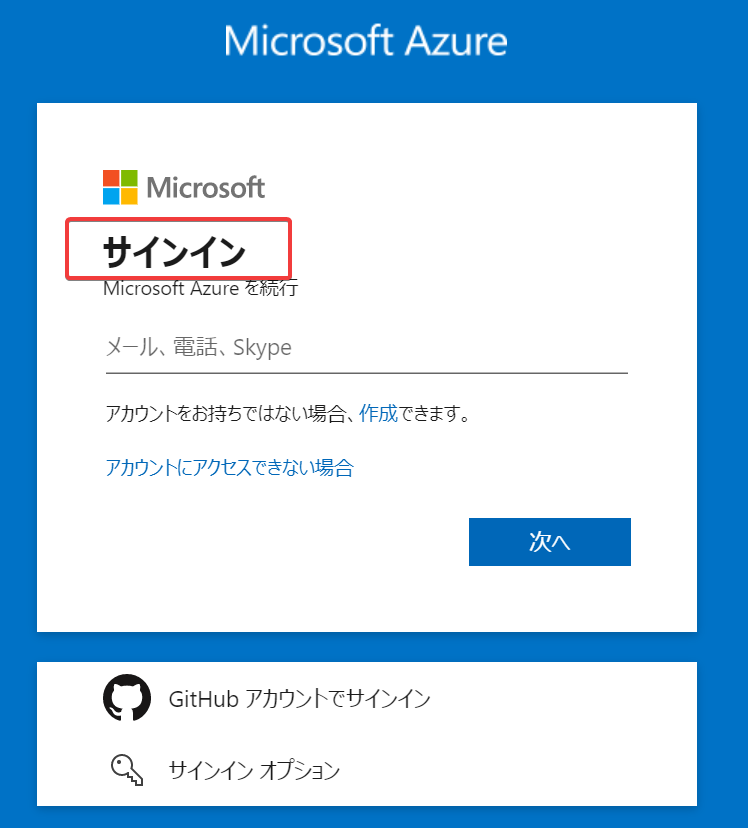 Microsoft Azure
Microsoft
サインイン
Microsoft Azure を続行
メール、電話、Skype
アカウントをお持ちではない場合、作成できます。
アカウントにアクセスできない場合
次へ
GitHub アカウントでサインイン
サインイン オプション